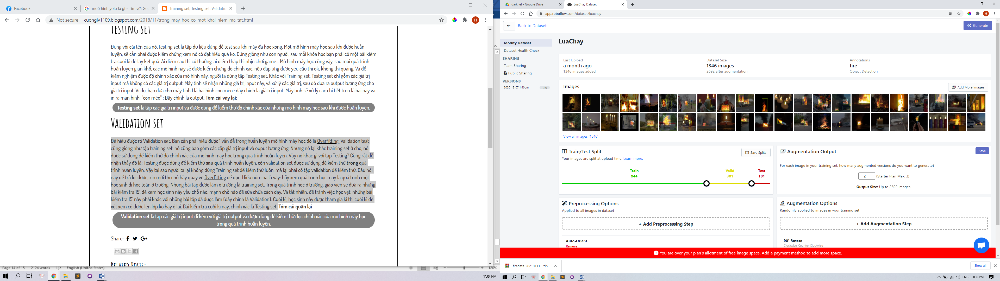 Facebook
moô hình yolo là gì - Tìm với Goo
Training set, Testing set, Validatio
Not secure | cuonglv1109.blogspot.com/2018/11/trong-may-hoc-co-mot-khai-niem-ma-tat.html
H
TESTING SET
Đúng với cái tên của nó, testing set là tập dữ liệu dùng để test sau khi máy đã học xong. Một mô hình máy học sau khi được huấn
luyện, sẽ cần phải được kiểm chứng xem nó có đạt hiểu quả ko. Cũng giống như con người, sau mỗi khóa học bạn phải có một bài kiểm
tra cuối kì để lấy kết quả. Ai điểm cao thì có thưởng, ai điểm thấp thì nhịn chơi game... Mô hình máy học cũng vậy, sau mỗi quá trình
huấn luyện gian khổ, các mô hình này sẽ được kiểm chứng độ chính xác, nếu đáp ứng được yêu cầu thì ok, không thì quăng. Và để
kiểm nghiệm được độ chính xác của mô hình này, người ta dùng tập Testing set. Khác với Training set, Testing set chỉ gồm các giá trị
input mà không có các giá trị output. Máy tính sẽ nhận những giá trị input này, và xử lý các giá trị, sau đó đưa ra output tương ứng cho
giá trị input. Ví dụ, bạn đưa cho máy tính 1 lá bài hình con mèo : đây chính là giá trị input. Máy tính sẽ xử lý các chi tiết trên lá bài này và
in ra màn hình: "con mèo" : Đây chính là output. Tóm cái váy lại:
Testing set là tập các giá trị input và được dùng để kiểm thử độ chính xác của những mô hình máy học sau khi được huấn luyện.
VALIDATION SET
Để hiểu được rõ Validation set. Bạn cần phải hiểu được 1 vấn đề trong huấn luyện mô hình máy học đó là Overfitting, Validation test
cũng giống như tập training set, nó cũng bao gồm các cặp giá trị input và ouput tương ứng. Nhưng nó lại khác training set ở chỗ, nó
được sử dụng để kiểm thử độ chính xác của mô hình máy học trong quá trình huấn luyện. Vậy nó khác gì với tập Testing? Cũng rất dễ
nhận thấy đó là: Testing được dùng để kiểm thử sau quá trình huấn luyện, còn validation set được sử dụng để kiểm thử trong quá
trình huấn luyện. Vậy tại sao người ta lại không dùng Training set để kiểm thử luôn, mà lại phải có tập validation để kiểm thử. Câu hỏi
này để trả lời được, xin mời thí chủ hãy quay về Overfitting để đọc. Hiểu nôm na là vầy: hãy xem quá trình học máy là quá trình một
học sinh đi học toán ở trường. Những bài tập được làm ở trường là training set. Trong quá trình học ở trường, giáo viên sẽ đưa ra những
bài kiểm tra 15', để xem học sinh này yếu chỗ nào, mạnh chỗ nào để sửa chữa cách dạy. Và tất nhiên, để tránh việc học vẹt, những bài
kiểm tra 15' này phải khác với những bài tập đã được làm (đây chính là Validation). Cuối kì, học sinh này được tham gia kì thi cuối kì để
xét xem có được lên lớp ko hay ở lại. Bài kiểm tra cuối kì này, chính xác là Testing set. Tóm cái quần lại
Validation set là tập các giá trị input đi kèm với giá trị output và được dùng để kiểm thử độc chính xác của mô hình máy học
trong quá trình huấn luyện.
Share: G+
RELATED POSTS:
Page 14 of 15 2124 words English (United States) 120%
1:39 PM
darknet - Google Drive
LuaChay Dataset
app.roboflow.com/dataset/luachay
H
Back to Datasets
Generate
Modify Dataset
Dataset Health Check
SHARING
Team Sharing
Public Sharing
VERSIONS
2020-12-07 1:40pm 1346
LuaChay
Last Upload
a month ago
1346 images added
Dataset Size
1346 images
2692 after augmentation
Annotations
fire
Object Detection
Images
Add More Images
View all images (1346)
Train/Test Split
Save Splits
Your images are split at upload time. Learn more.
Train Valid Test
944 301 101
Augmentation Output
Save
For each image in your training set, how many augmented versions do you want to generate?
2 (Starter Plan Max: 3)
Output Size: Up to 2692 images.
Preprocessing Options
Applied to all images in dataset
+ Add Preprocessing Step
Auto-Orient
Remove
Augmentation Options
Randomly applied to images in your training set
+ Add Augmentation Step
90° Rotate
Clockwise, Counter-Clockwise
You are over your plan's allotment of free image space. Add a payment method to add more space.
firedata-20210111....zip
Show all
ENG 1:39 PM